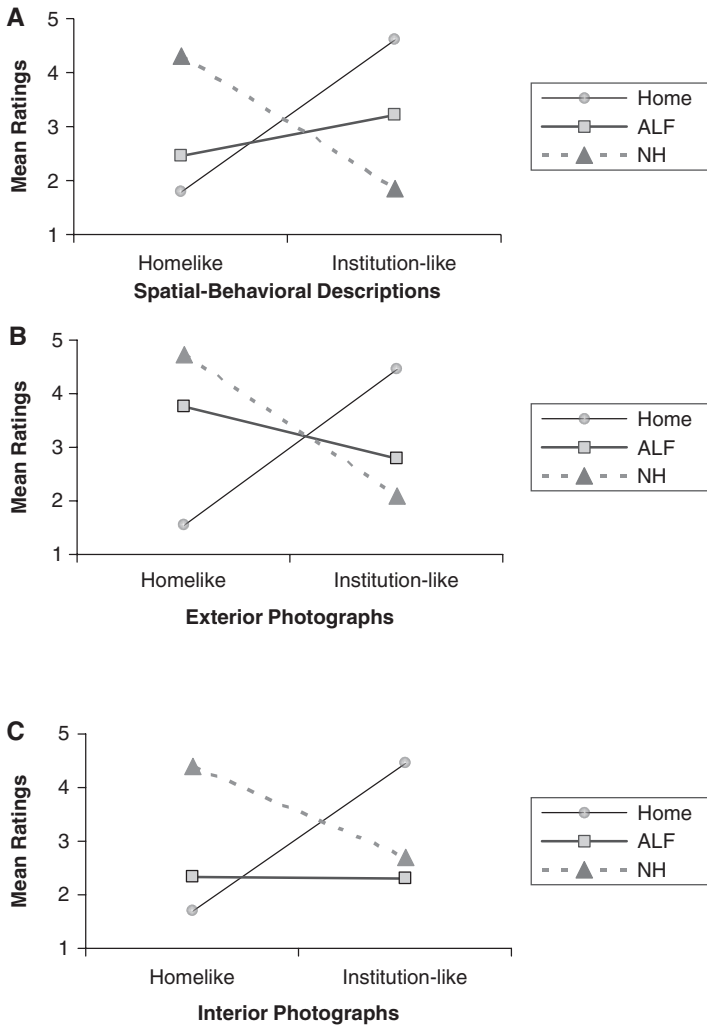 A
Mean Ratings
5
4
3
2
1
Homelike
Institution-like
Spatial-Behavioral Descriptions
Home
ALF
NH
B
Mean Ratings
5
4
3
2
1
Homelike
Institution-like
Exterior Photographs
Home
ALF
NH
C
Mean Ratings
5
4
3
2
1
Homelike
Institution-like
Interior Photographs
Home
ALF
NH